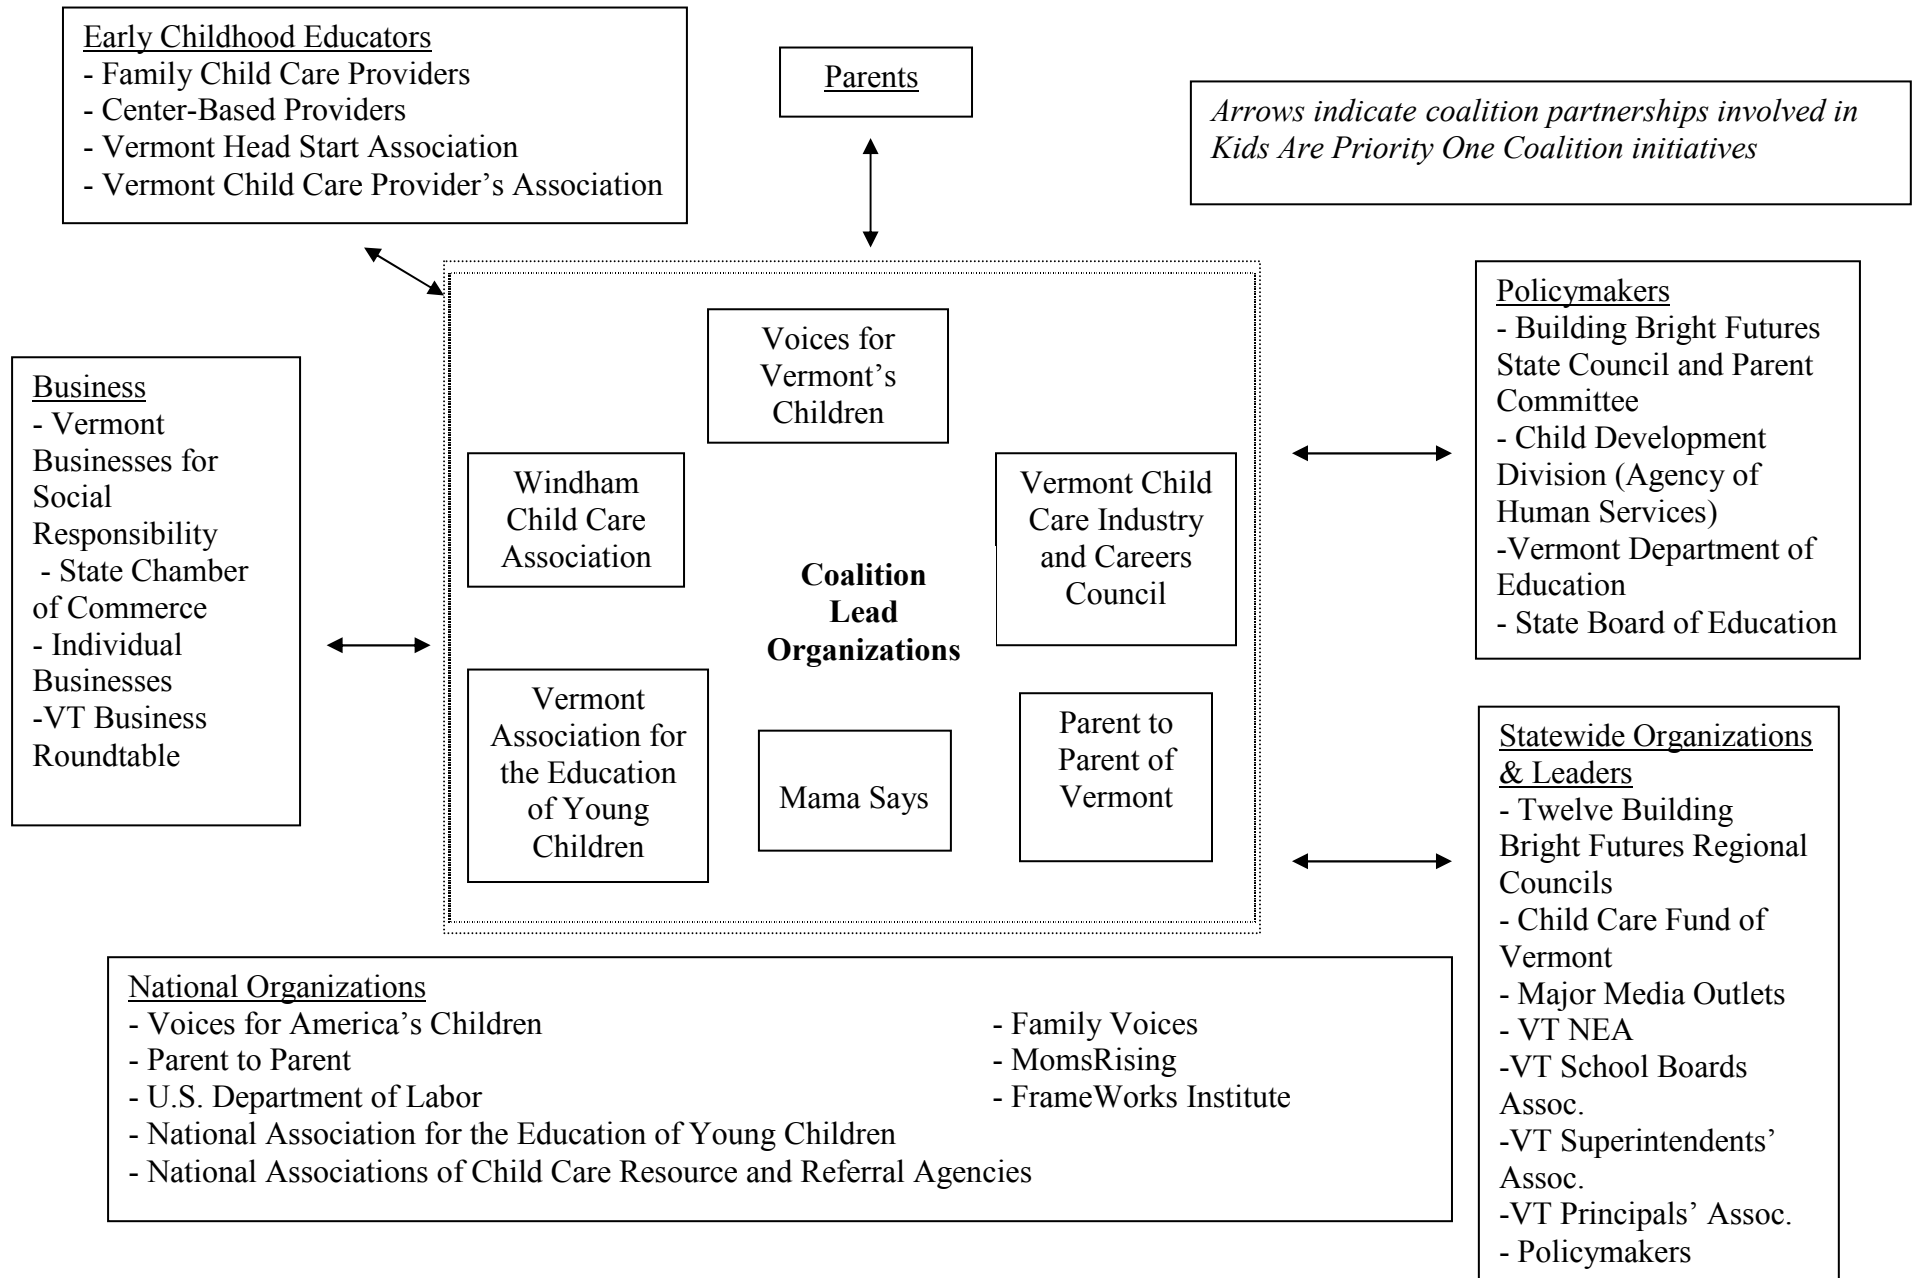 Early Childhood Educators
- Family Child Care Providers
- Center-Based Providers
- Vermont Head Start Association
- Vermont Child Care Provider’s Association
Parents
Arrows indicate coalition partnerships involved in
Kids Are Priority One Coalition initiatives
Business
- Vermont
Businesses for
Social
Responsibility
- State Chamber
of Commerce
- Individual
Businesses
-VT Business
Roundtable
Voices for
Vermont’s
Children
Windham
Child Care
Association
Vermont Child
Care Industry
and Careers
Council
Coalition
Lead
Organizations
Vermont
Association for
the Education
of Young
Children
Mama Says
Parent to
Parent of
Vermont
Policymakers
- Building Bright Futures
State Council and Parent
Committee
- Child Development
Division (Agency of
Human Services)
-Vermont Department of
Education
- State Board of Education
Statewide Organizations
& Leaders
- Twelve Building
Bright Futures Regional
Councils
- Child Care Fund of
Vermont
- Major Media Outlets
- VT NEA
-VT School Boards
Assoc.
-VT Superintendents’
Assoc.
-VT Principals’ Assoc.
- Policymakers
National Organizations
- Voices for America’s Children
- Parent to Parent
- U.S. Department of Labor
- National Association for the Education of Young Children
- National Associations of Child Care Resource and Referral Agencies
- Family Voices
- MomsRising
- FrameWorks Institute